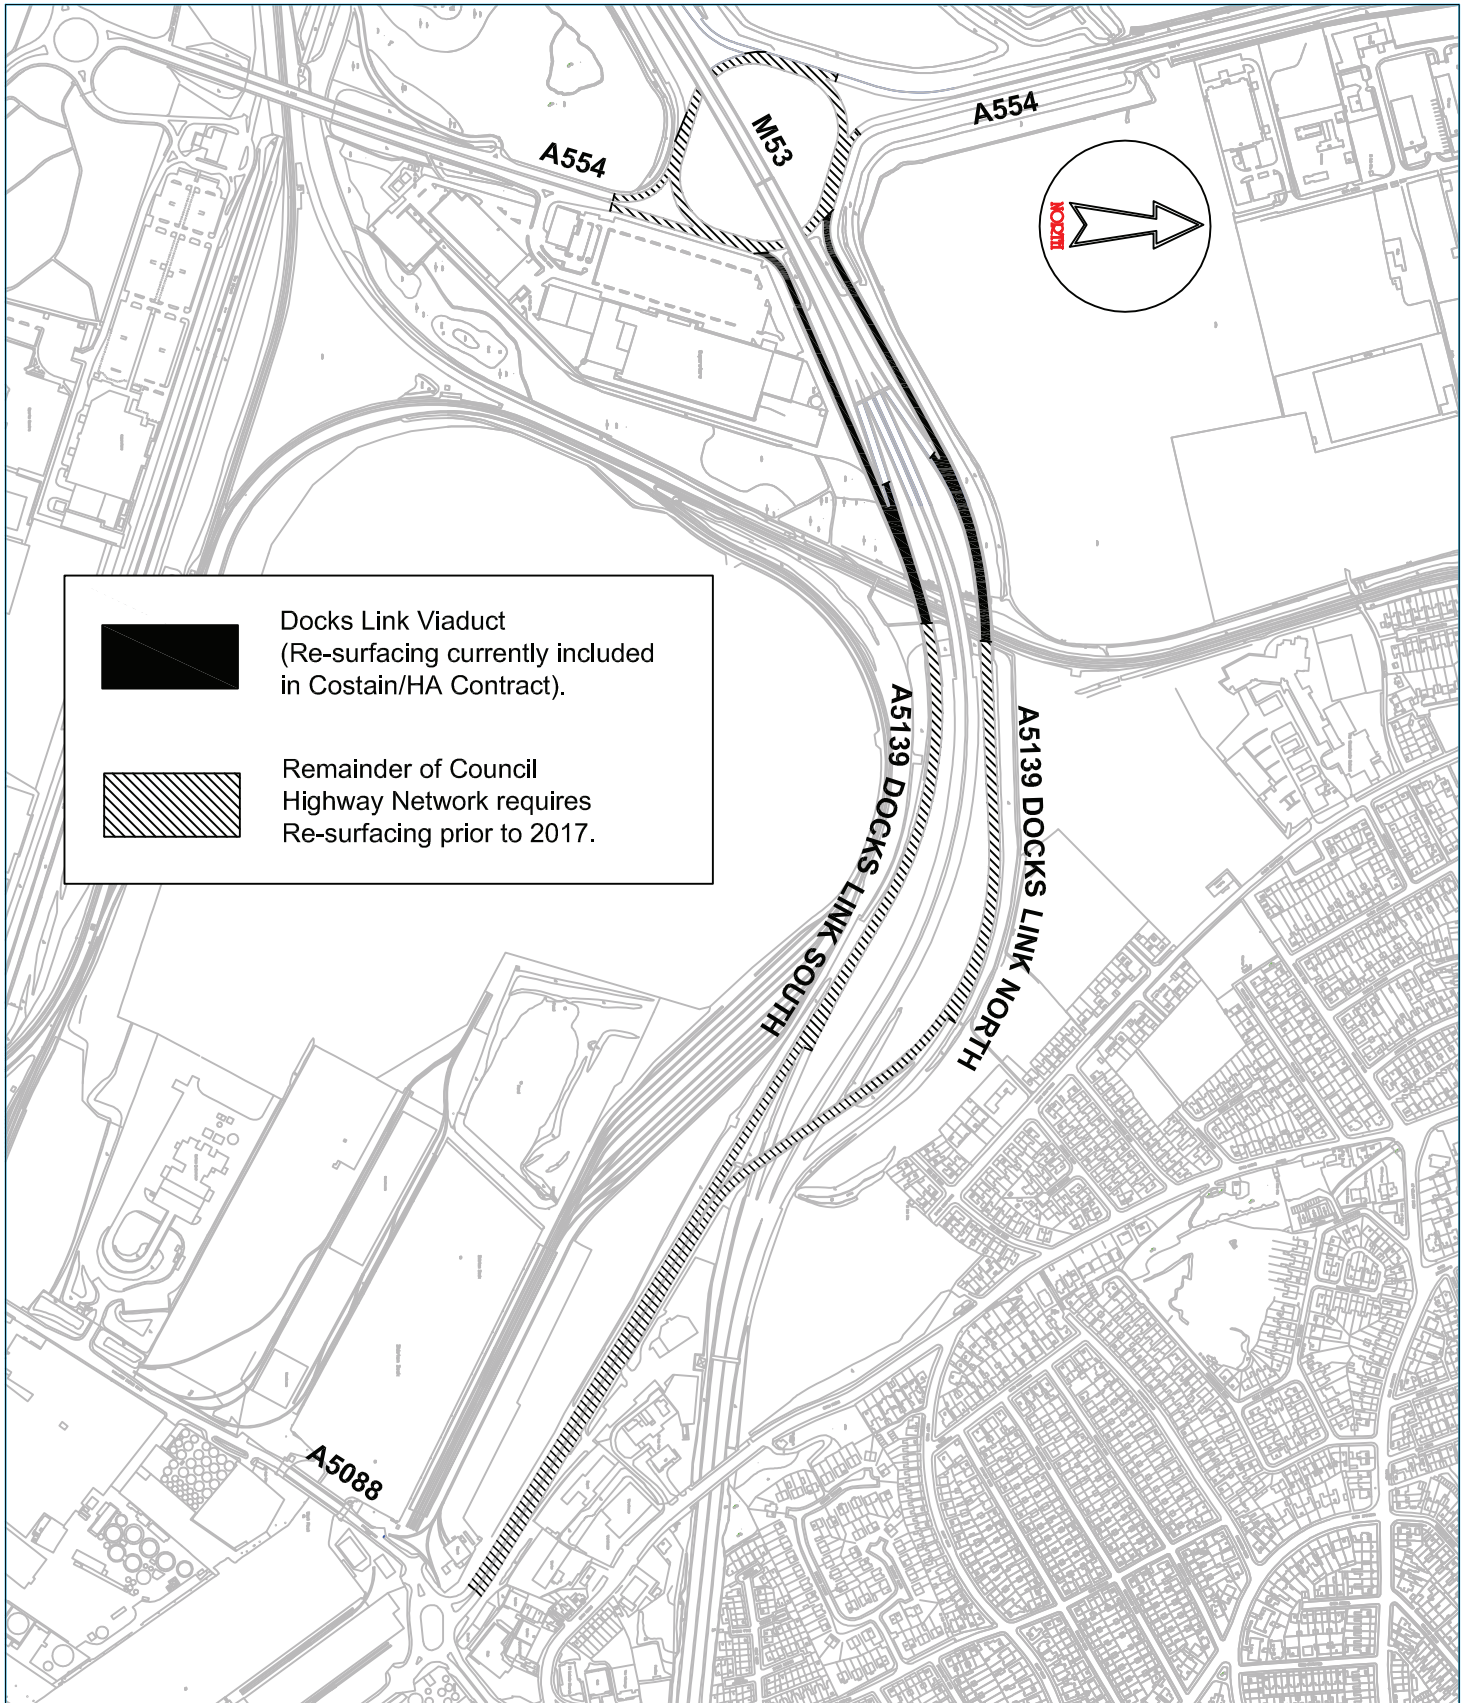 A554
M53
A554
NORTH
Docks Link Viaduct
(Re-surfacing currently included
in Costain/HA Contract).
Remainder of Council
Highway Network requires
Re-surfacing prior to 2017.
A5139 DOCKS LINK SOUTH
A5139 DOCKS LINK NORTH
A5088